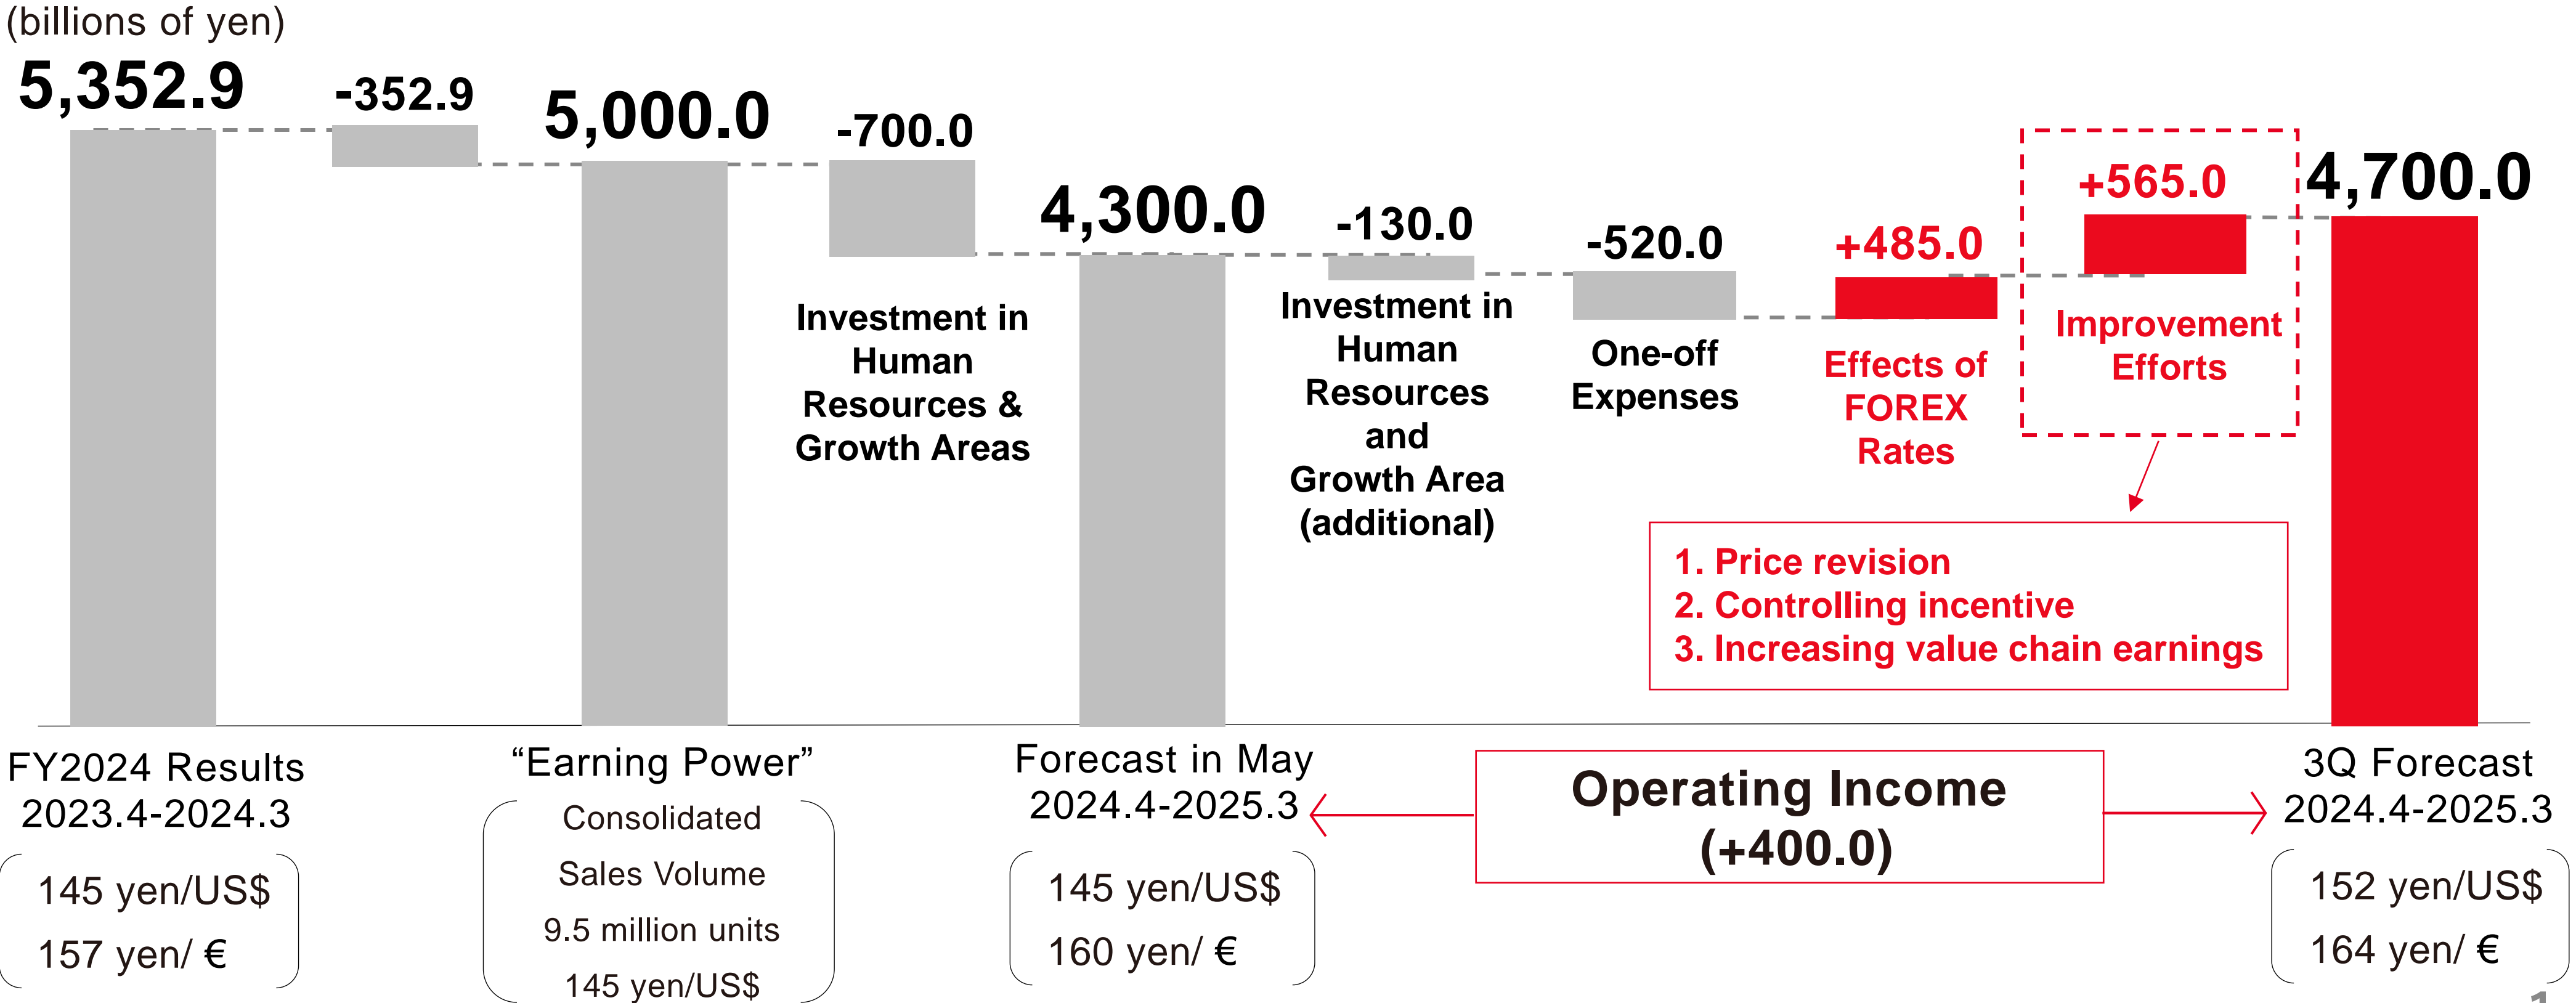 (billions of yen)
5,352.9
-352.9
5,000.0
-700.0
Investment in
Human
Resources &
Growth Areas
4,300.0
-130.0
Investment in
Human
Resources
and
Growth Area
(additional)
-520.0
One-off
Expenses
+485.0
Effects of
FOREX
Rates
+565.0
Improvement
Efforts
4,700.0
1. Price revision
2. Controlling incentive
3. Increasing value chain earnings
FY2024 Results
2023.4-2024.3
145 yen/US$
157 yen/ €
“Earning Power”
Consolidated
Sales Volume
9.5 million units
145 yen/US$
Forecast in May
2024.4-2025.3
145 yen/US$
160 yen/ €
Operating Income
(+400.0)
3Q Forecast
2024.4-2025.3
152 yen/US$
164 yen/ €